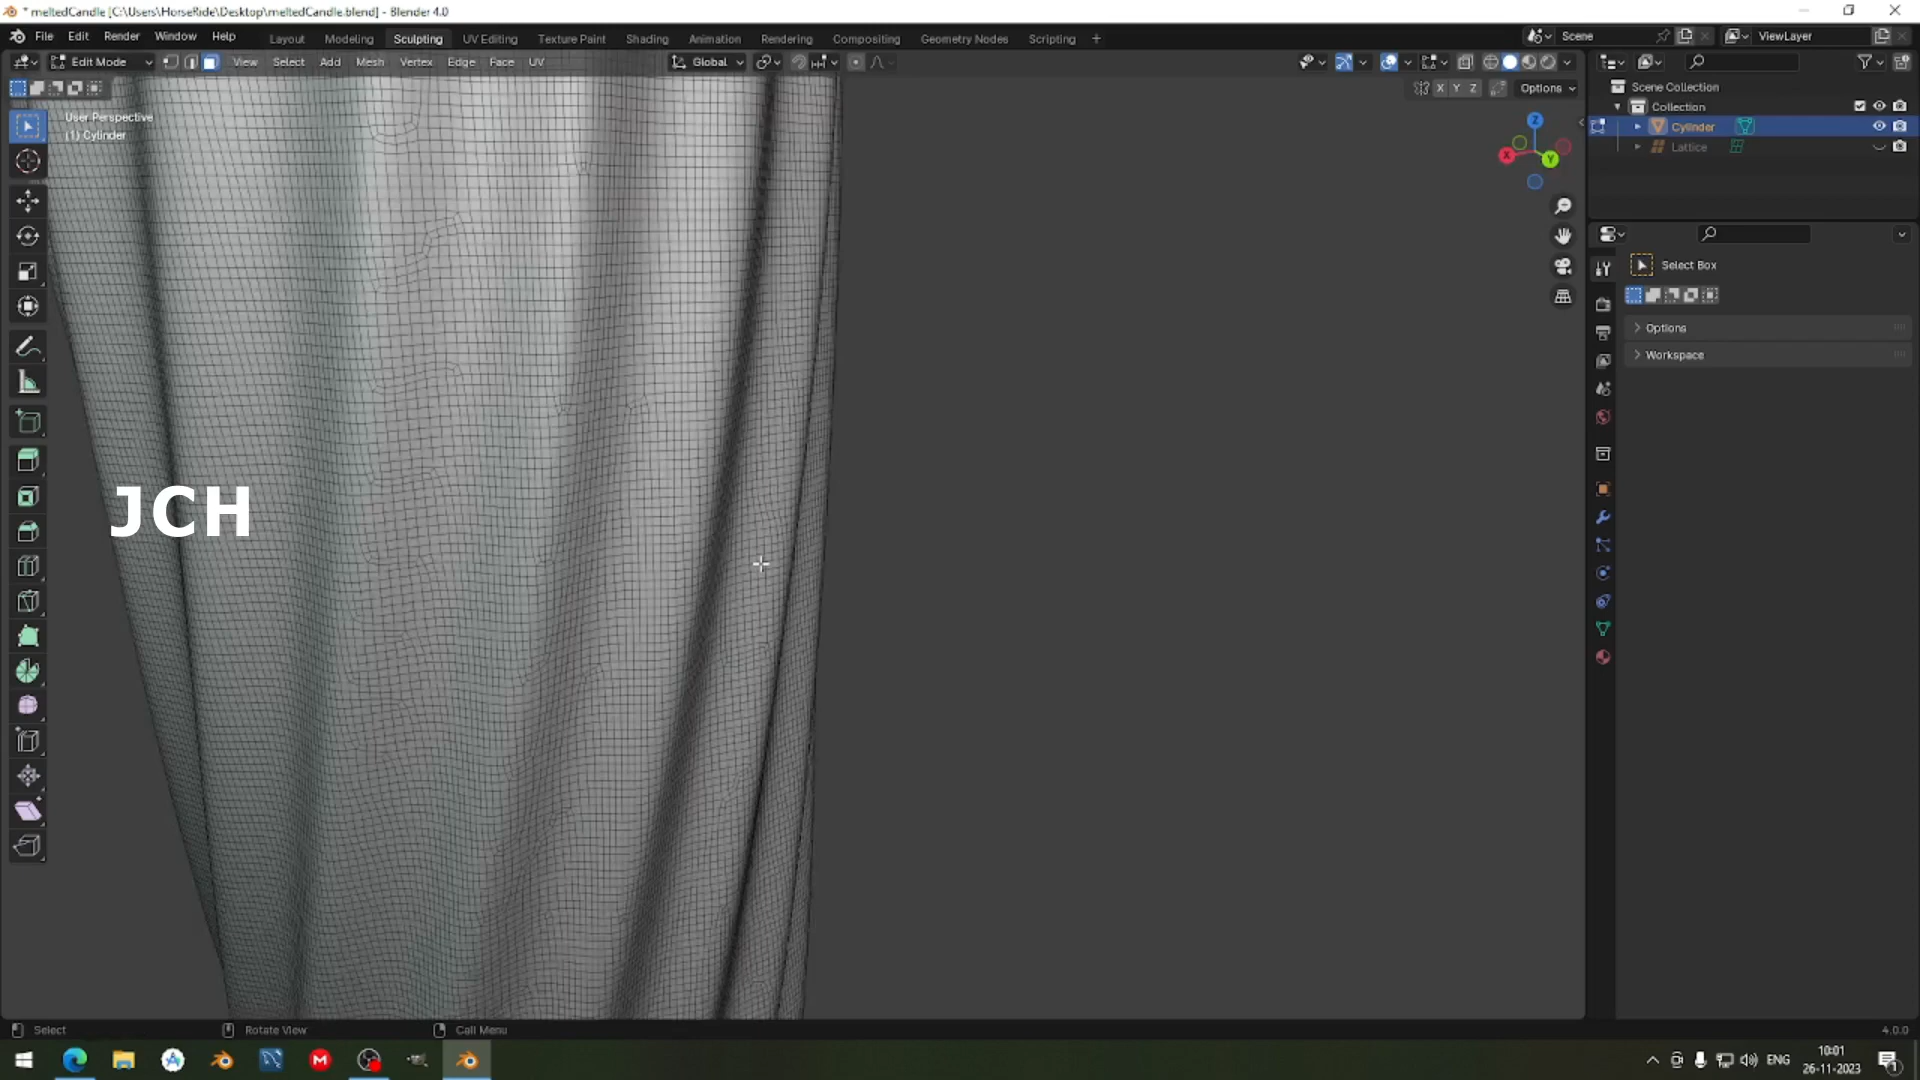 * meltedCandle [C:\Users\HorseRide\Desktop\meltedCandle.blend] - Blender 4.0
File Edit Render Window Help Layout Modeling Sculpting UV Editing Texture Paint Shading Animation Rendering Compositing Geometry Nodes Scripting + Scene ViewLayer
Edit Mode View Select Add Mesh Vertex Edge Face UV Global
X Y Z Options
User Perspective
(1) Cylinder
Z
X
Y
Scene Collection
Collection
Cylinder
Lattice
Select Box
Options
Workspace
JCH
Select Rotate View Call Menu 4.0.0
ENG
10:01
26-11-2023
1